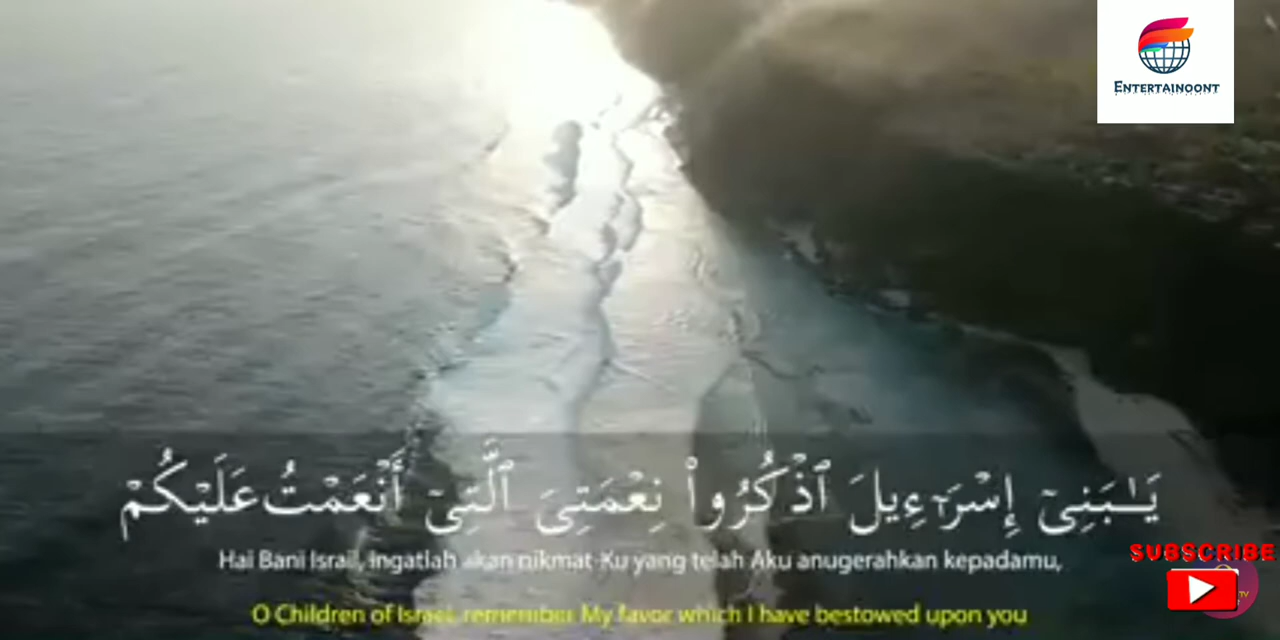 ENTERTAINOONT
يَـٰبَنِىٓ إِسْرَٰٓءِيلَ ٱذْكُرُوا۟ نِعْمَتِىَ ٱلَّتِىٓ أَنْعَمْتُ عَلَيْكُمْ
Hai Bani Israil, ingatlah akan nikmat-Ku yang telah Aku anugerahkan kepadamu,
SUBSCRIBE
TV
O Children of Israel, remember My favor which I have bestowed upon you